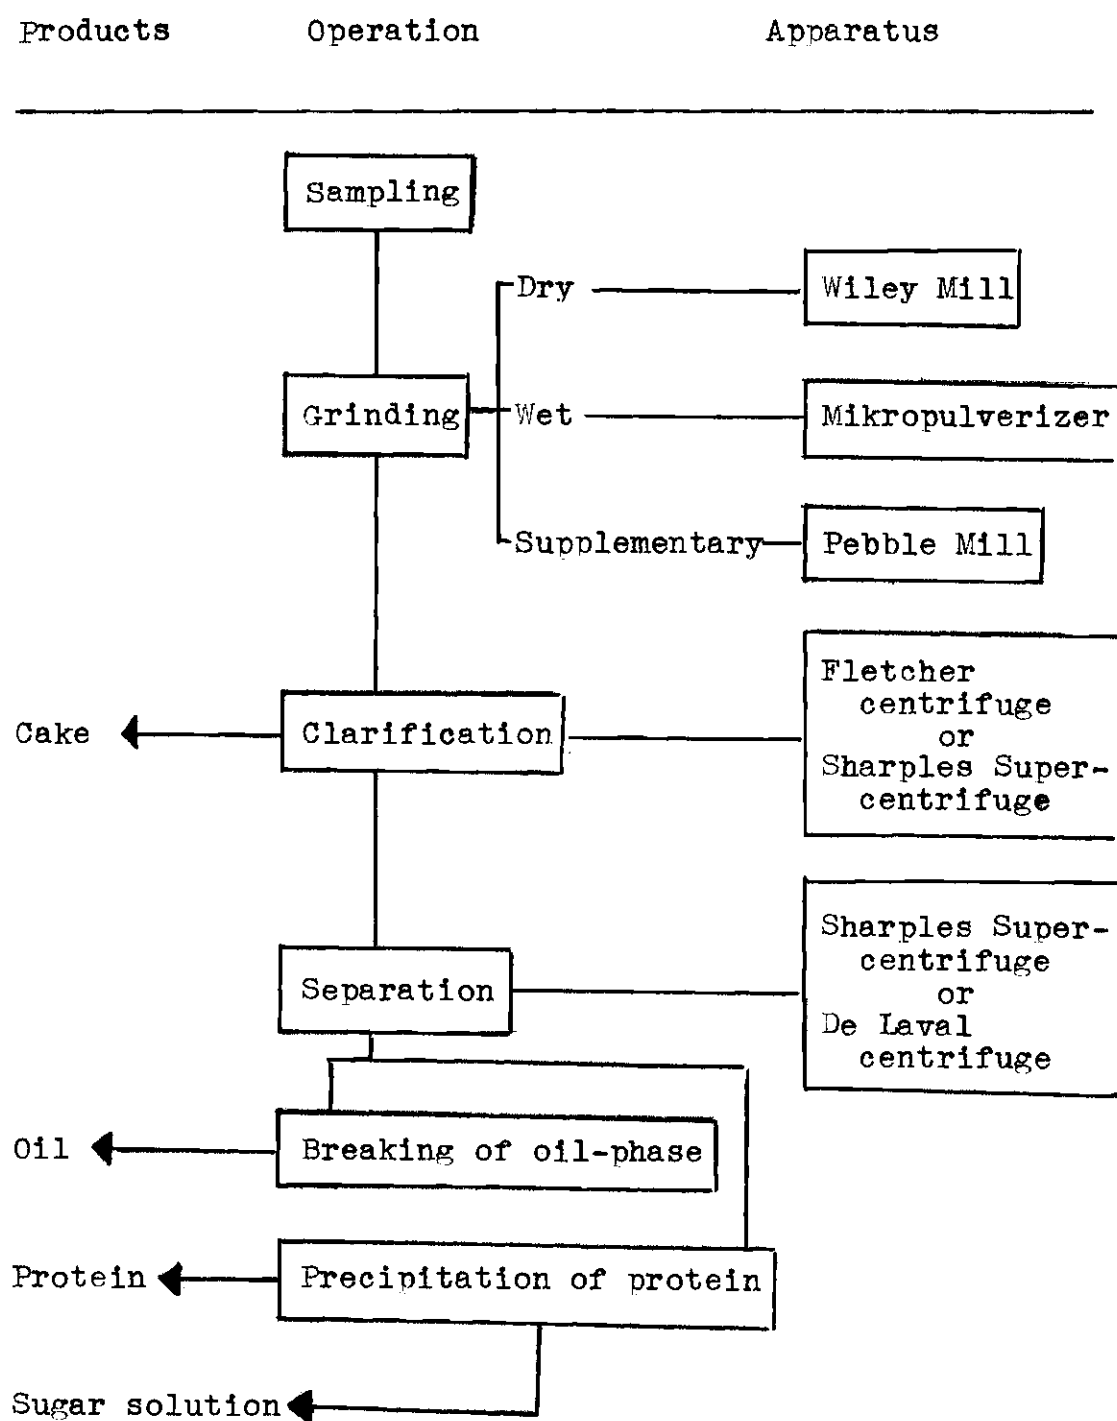 Products Operation Apparatus
Sampling
Dry Wiley Mill
Grinding Wet Mikropulverizer
Supplementary Pebble Mill
Fletcher
centrifuge
Cake Clarification or
Sharples Super-
centrifuge
Sharples Super-
centrifuge
Separation or
De Laval
centrifuge
Oil Breaking of oil-phase
Protein Precipitation of protein
Sugar solution